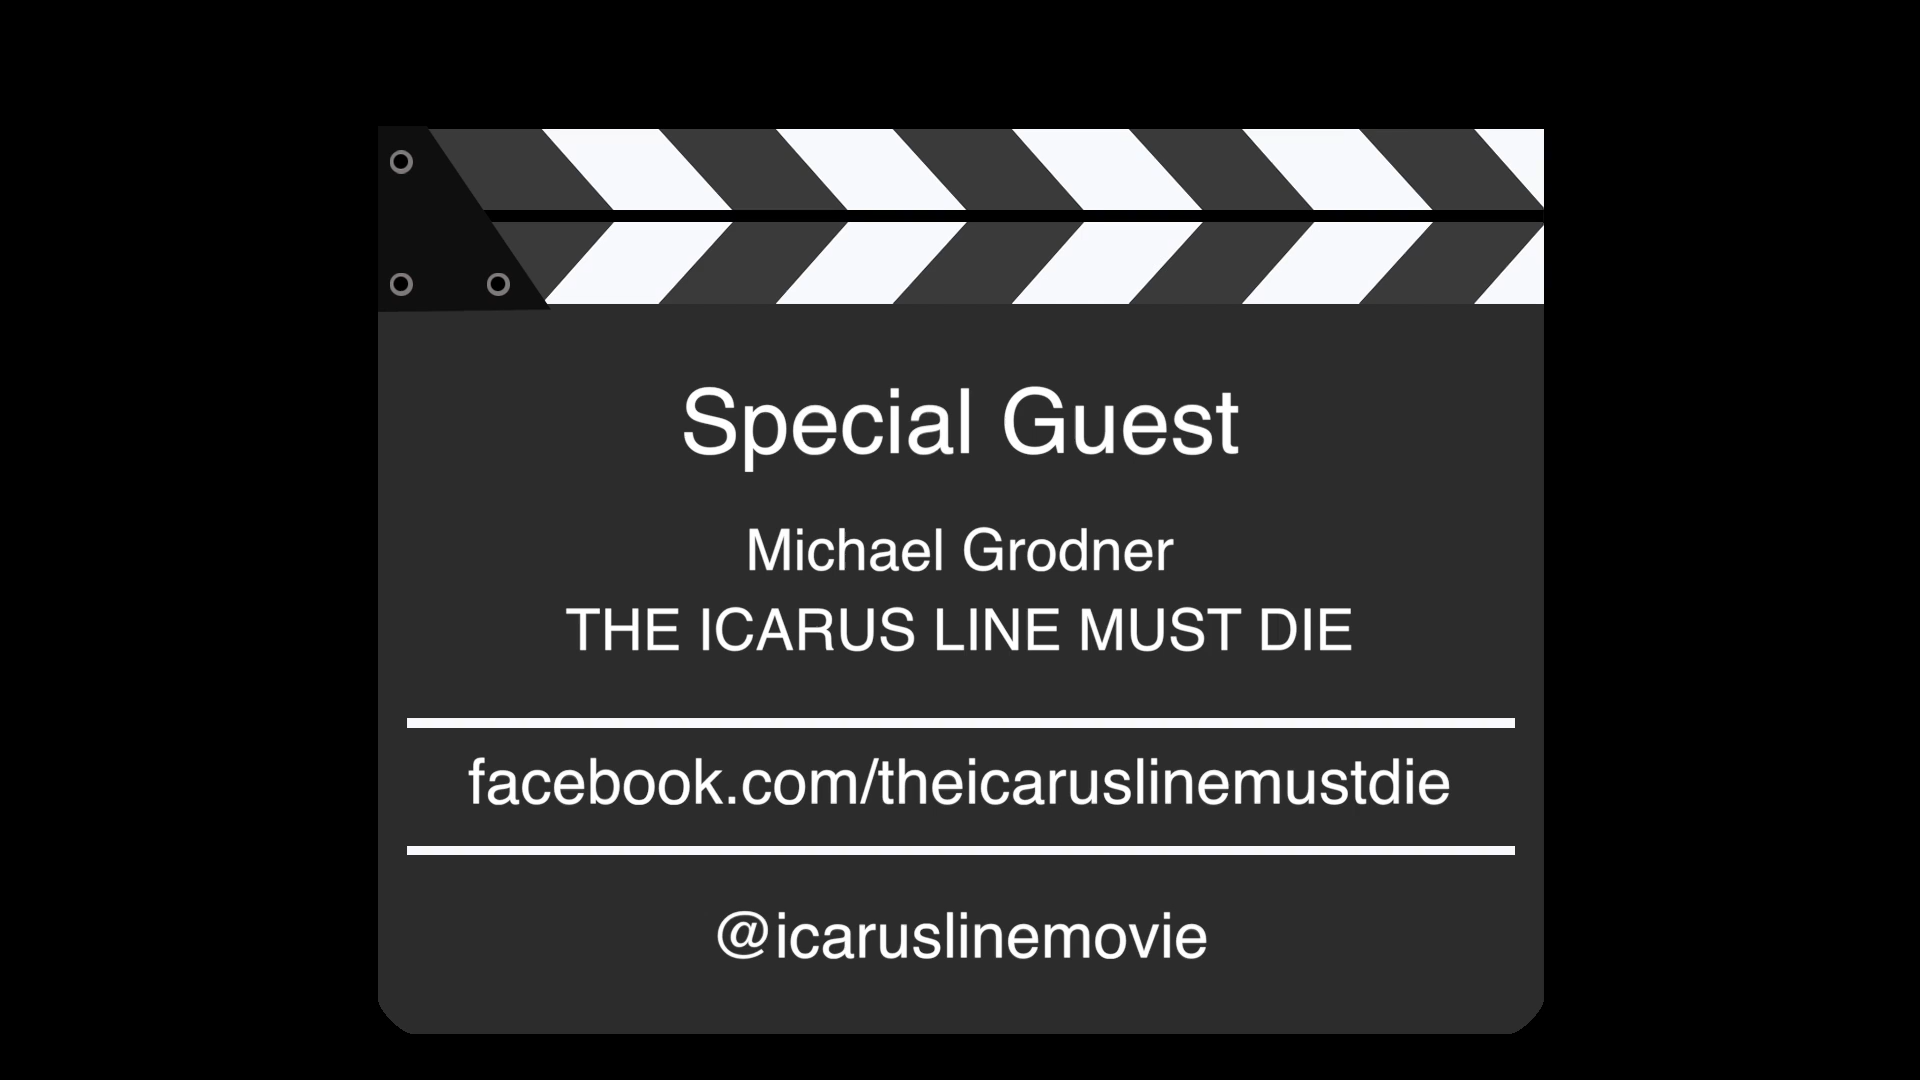 Special Guest
Michael Grodner
THE ICARUS LINE MUST DIE
facebook.com/theicaruslinemustdie
@icaruslinemovie